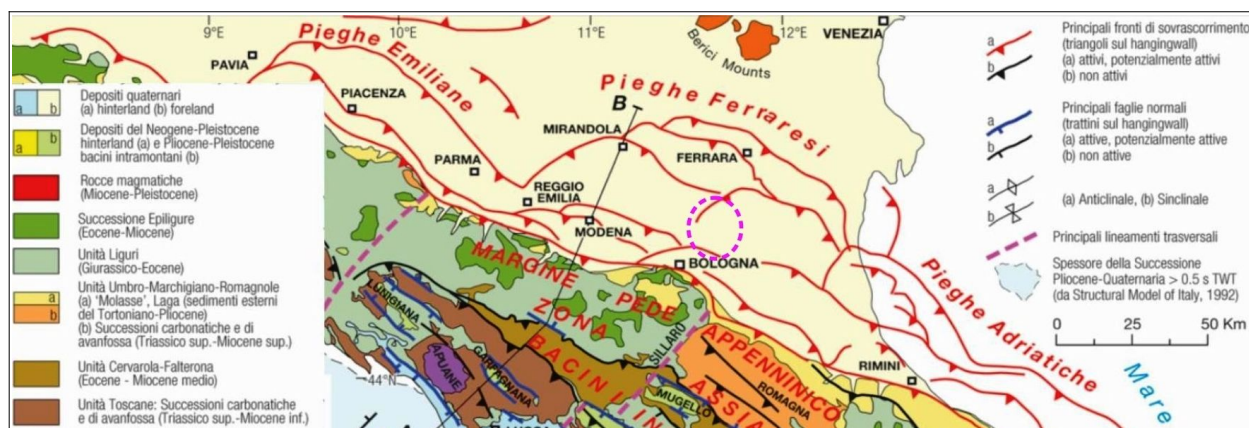 9°E
10°E
11°E
12°E
VENEZIA
Berici Mounts
PAVIA
PIACENZA
Pieghe Emiliane
Pieghe Ferraresi
B
MIRANDOLA
FERRARA
PARMA
REGGIO
EMILIA
MODENA
BOLOGNA
MARGINE PEDE APPENNINICO
ZONA ASSIA
BACINI IN
SILLARO
LUNIGIANA
APUANE
GARFAGNANA
MUGELLO
ROMAGNA
RIMINI
44°N
Pieghe Adriatiche
Mare
a b
Depositi quaternari
(a) hinterland (b) foreland
a b
Depositi del Neogene-Pleistocene
hinterland (a) e Pliocene-Pleistocene
bacini intramontani (b)
Rocce magmatiche
(Miocene-Pleistocene)
Successione Epiligure
(Eocene-Miocene)
Unità Liguri
(Giurassico-Eocene)
a
b
Unità Umbro-Marchigiano-Romagnole
(a) 'Molasse', Laga (sedimenti esterni
del Tortoniano-Pliocene)
(b) Successioni carbonatiche e di
avanfossa (Triassico sup.-Miocene sup.)
Unità Cervarola-Falterona
(Eocene - Miocene medio)
Unità Toscane: Successioni carbonatiche
e di avanfossa (Triassico sup.-Miocene inf.)
a
b
Principali fronti di sovrascorrimento
(triangoli sul hangingwall)
(a) attivi, potenzialmente attivi
(b) non attivi
a
b
Principali faglie normali
(trattini sul hangingwall)
(a) attive, potenzialmente attive
(b) non attive
a
b
(a) Anticlinale, (b) Sinclinale
Principali lineamenti trasversali
Spessore della Successione
Pliocene-Quaternaria > 0.5 s TWT
(da Structural Model of Italy, 1992)
0 25 50 Km